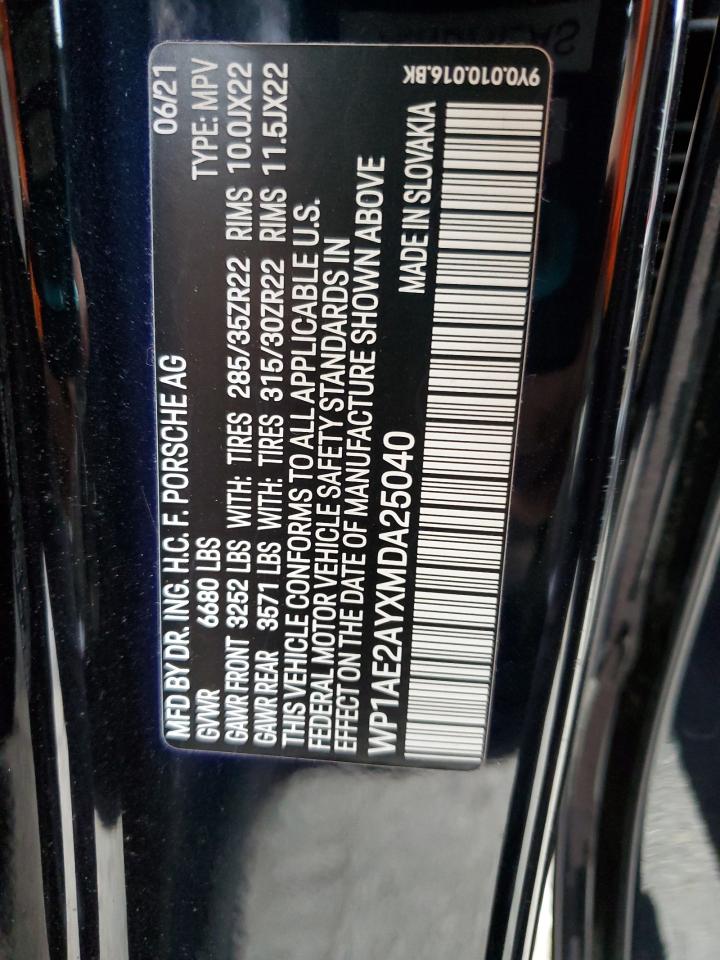 MFD BY DR. ING. H.C. F. PORSCHE AG 06/21
GVWR 6680 LBS TYPE: MPV
GAWR FRONT 3252 LBS WITH: TIRES 285/35ZR22 RIMS 10.0JX22
GAWR REAR 3571 LBS WITH: TIRES 315/30ZR22 RIMS 11.5JX22
THIS VEHICLE CONFORMS TO ALL APPLICABLE U.S.
FEDERAL MOTOR VEHICLE SAFETY STANDARDS IN
EFFECT ON THE DATE OF MANUFACTURE SHOWN ABOVE
WP1AE2AYXMDA25040 MADE IN SLOVAKIA
9Y0.010.016.BK